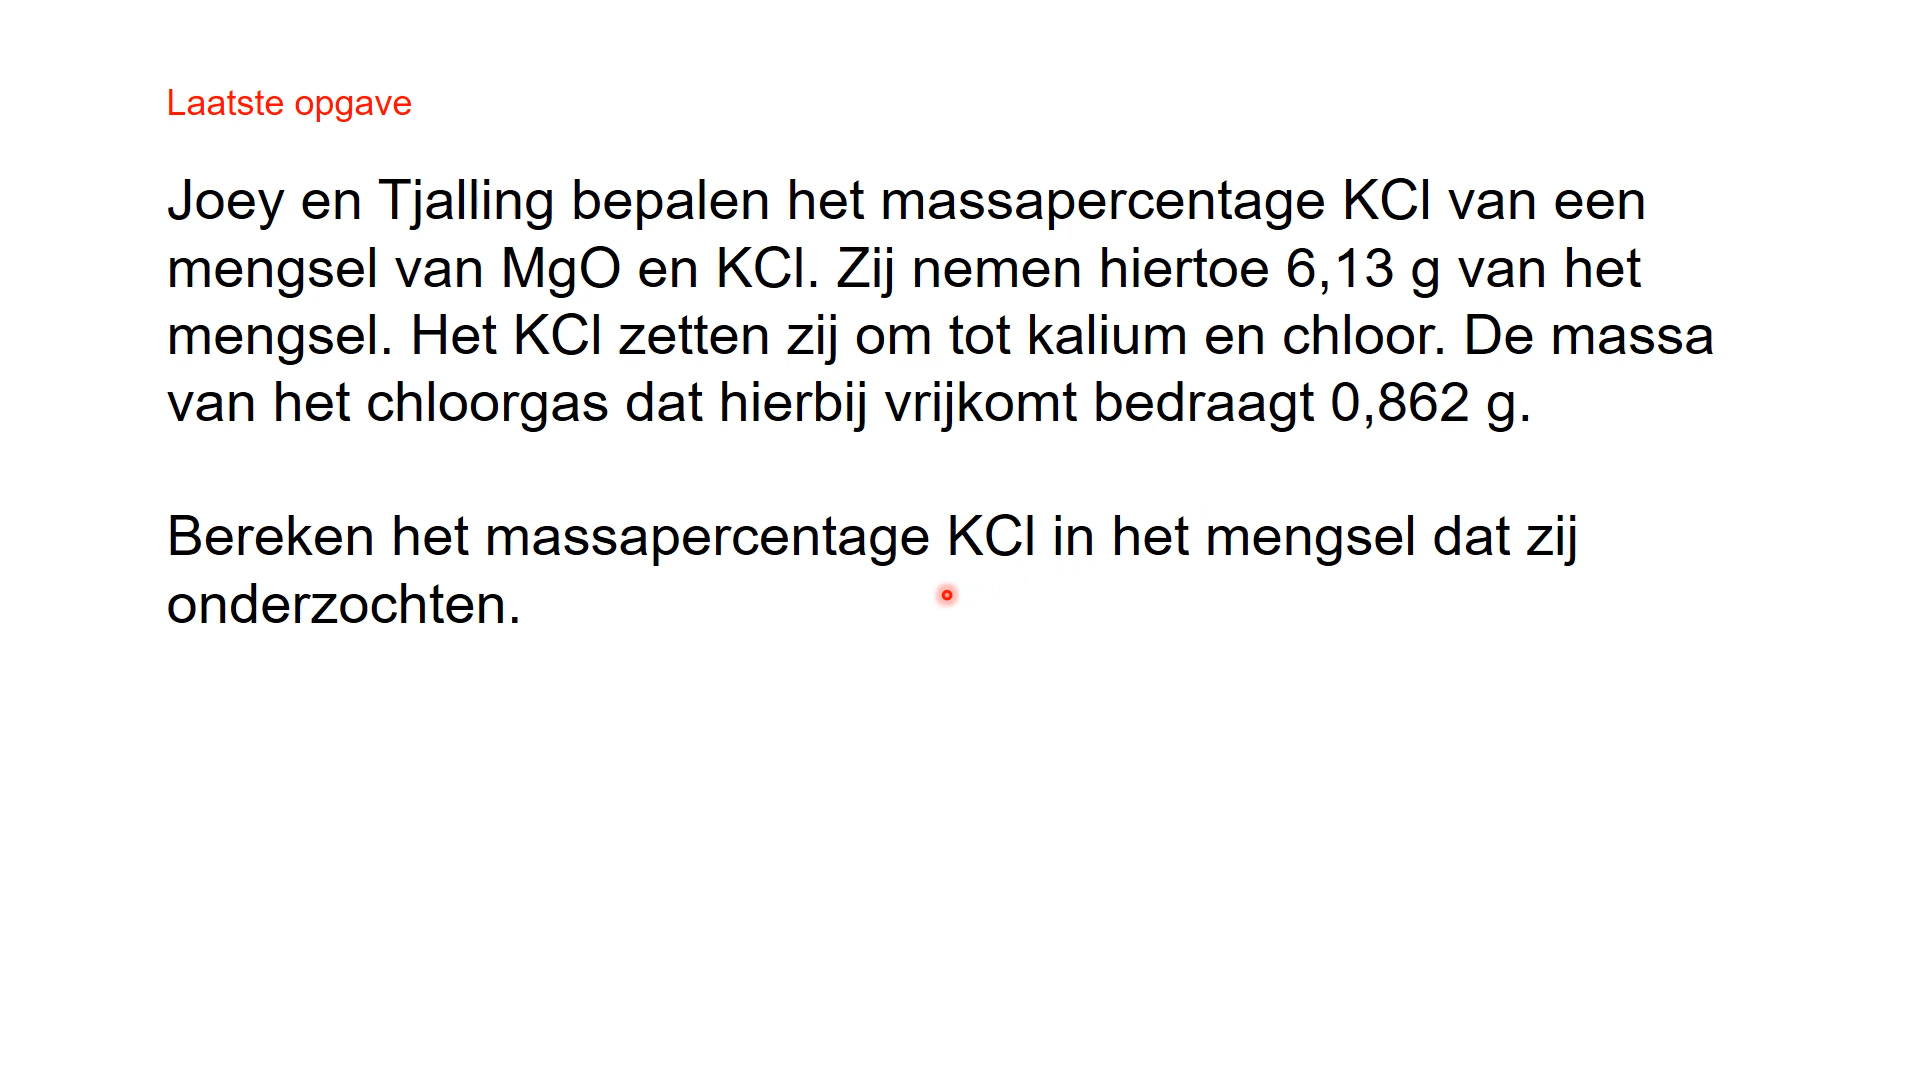 Laatste opgave
Joey en Tjalling bepalen het massapercentage KCl van een
mengsel van MgO en KCl. Zij nemen hiertoe 6,13 g van het
mengsel. Het KCl zetten zij om tot kalium en chloor. De massa
van het chloorgas dat hierbij vrijkomt bedraagt 0,862 g.
Bereken het massapercentage KCl in het mengsel dat zij
onderzochten.